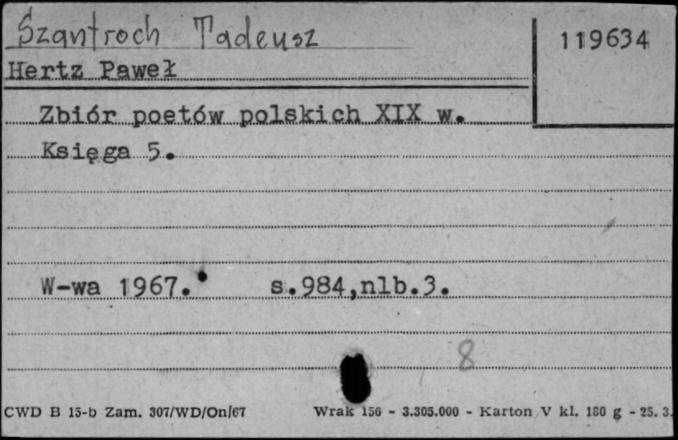 Szantroch Tadeusz
119634
Hertz Paweł
Zbiór poetów polskich XIX w.
Księga 5.
W-wa 1967. s.984,nlb.3.
8
CWD B 15-b Zam. 307/WD/On/67 Wrak 156 - 3.305.000 - Karton V kl. 180 g - 25. 3.